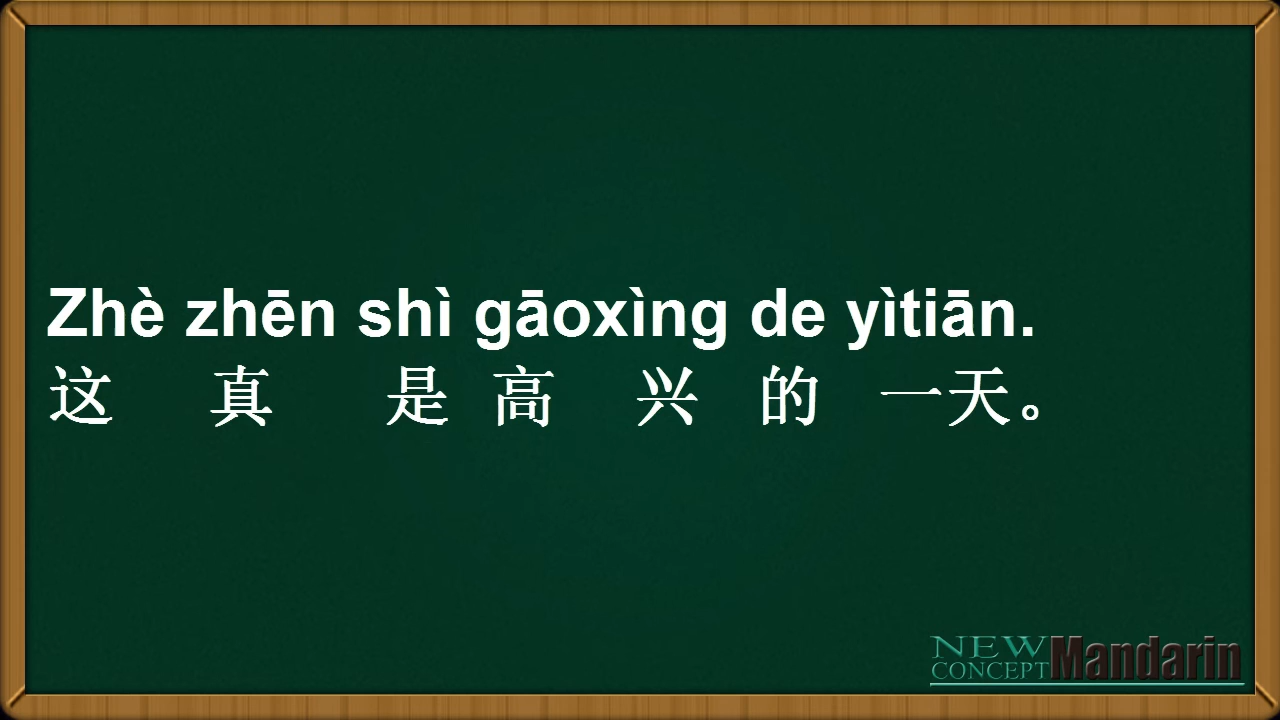 Zhè zhēn shì gāoxìng de yìtiān.
这 真 是 高 兴 的 一天。
NEW CONCEPT Mandarin